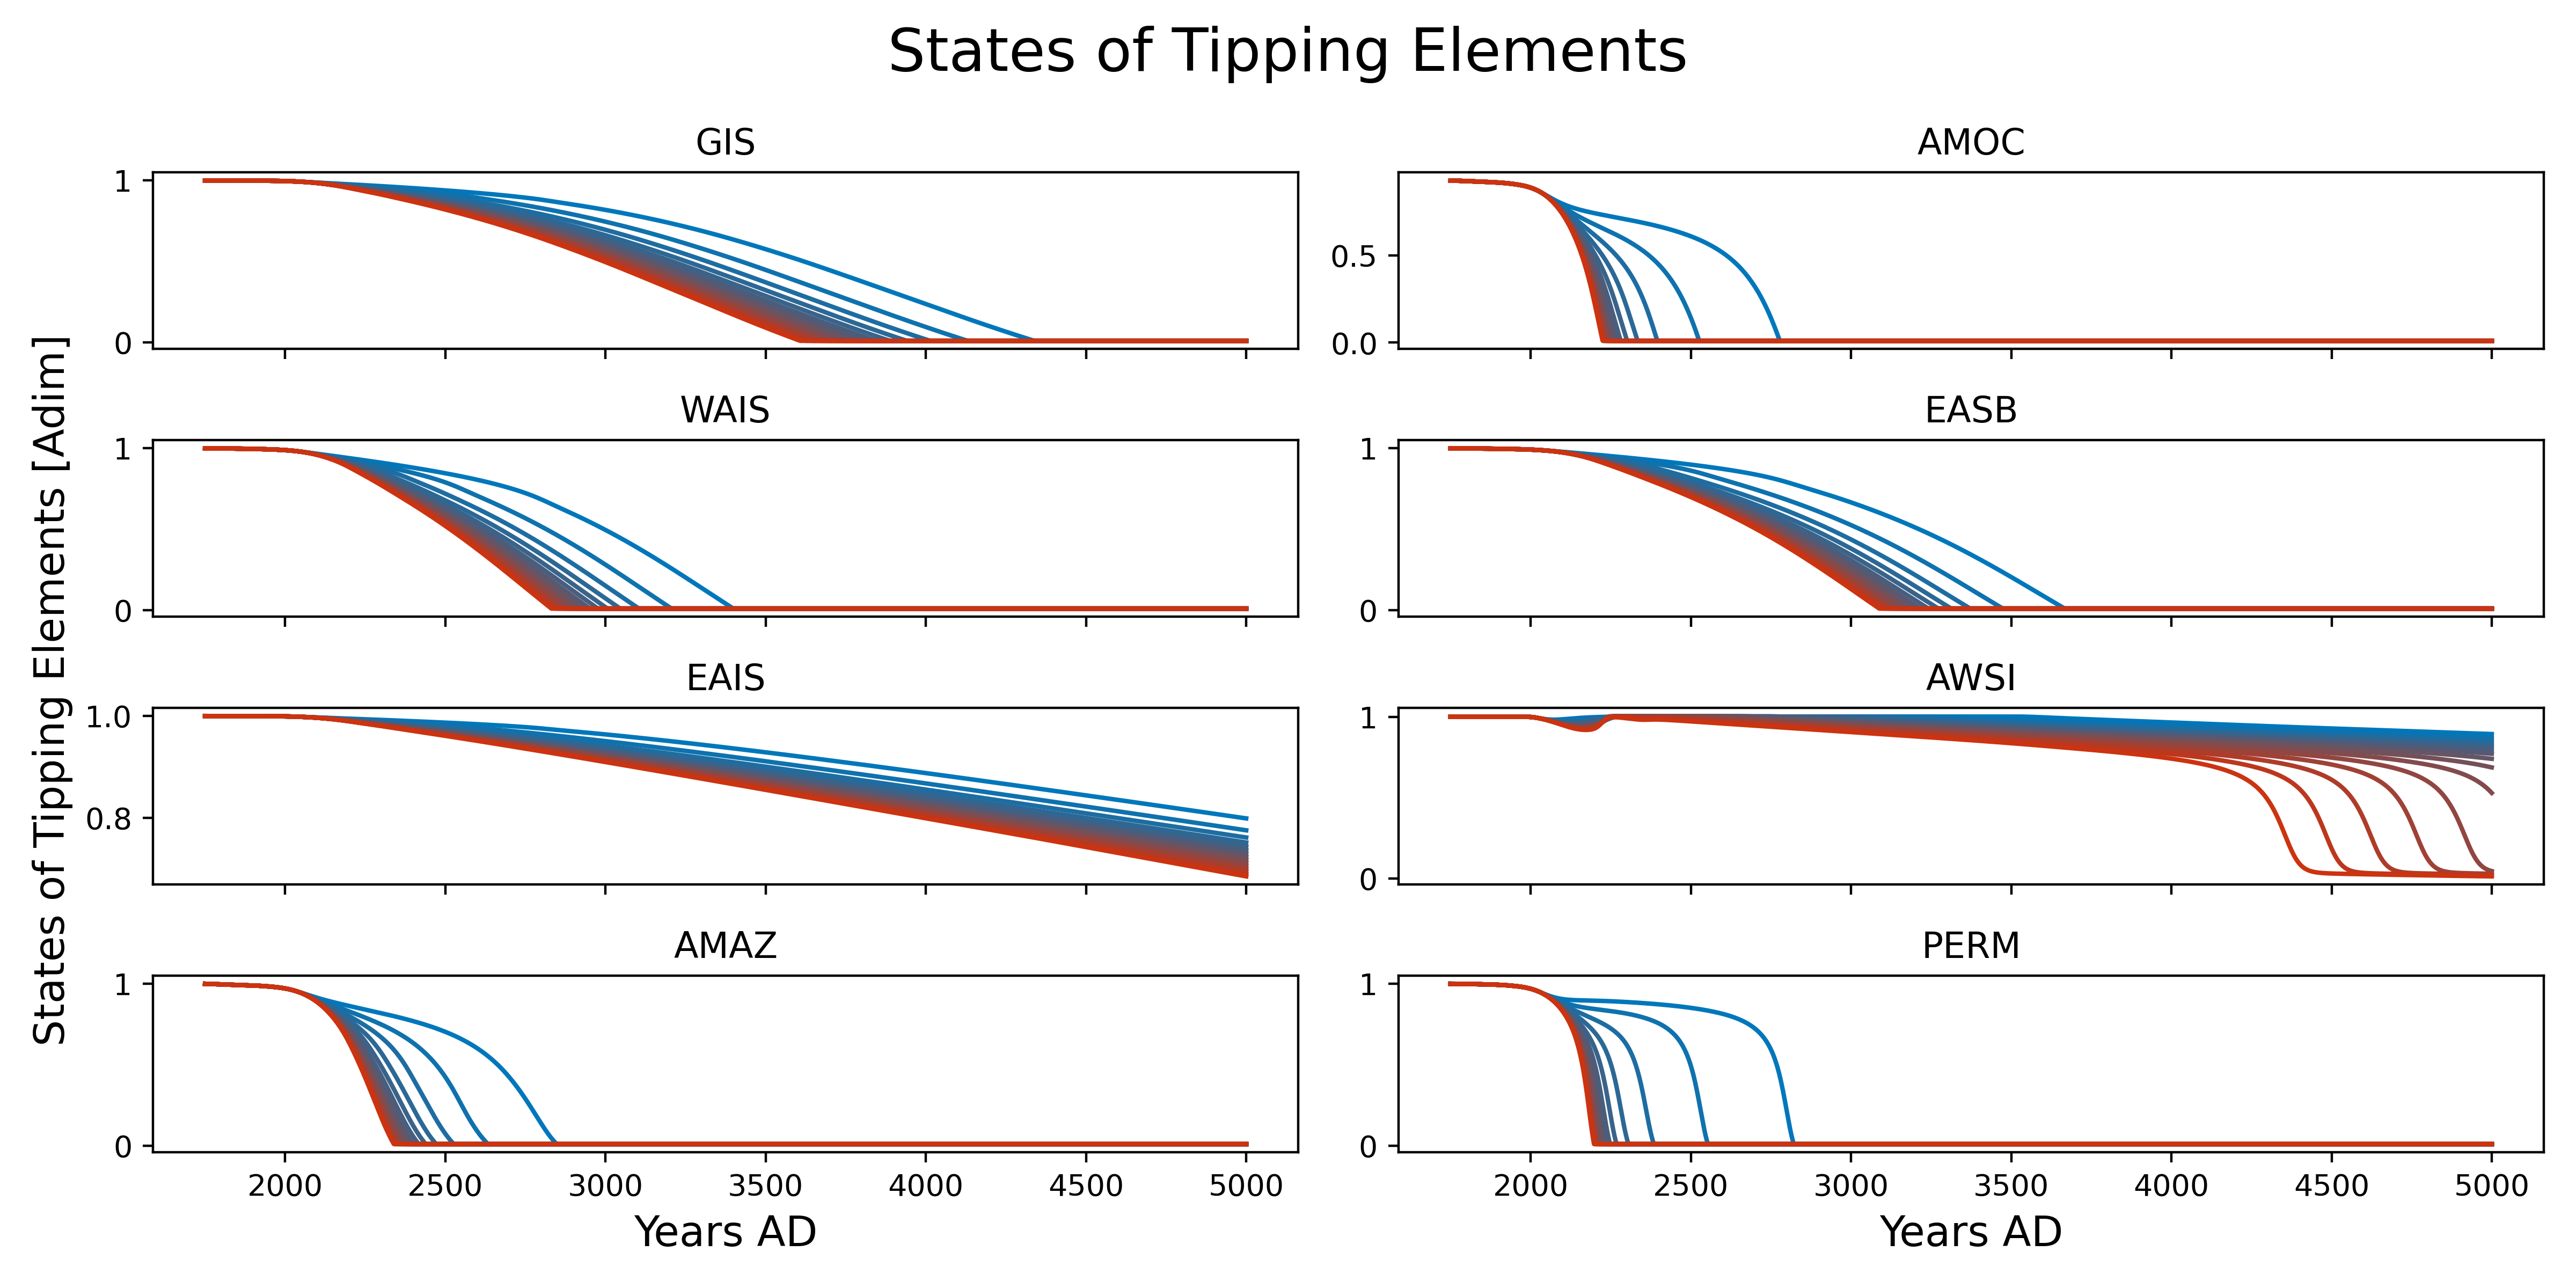 States of Tipping Elements
GIS
1
0
AMOC
0.5
0.0
WAIS
1
0
EASB
1
0
EAIS
1.0
0.8
AWSI
1
0
AMAZ
1
0
PERM
1
0
States of Tipping Elements [Adim]
2000 2500 3000 3500 4000 4500 5000
2000 2500 3000 3500 4000 4500 5000
Years AD
Years AD